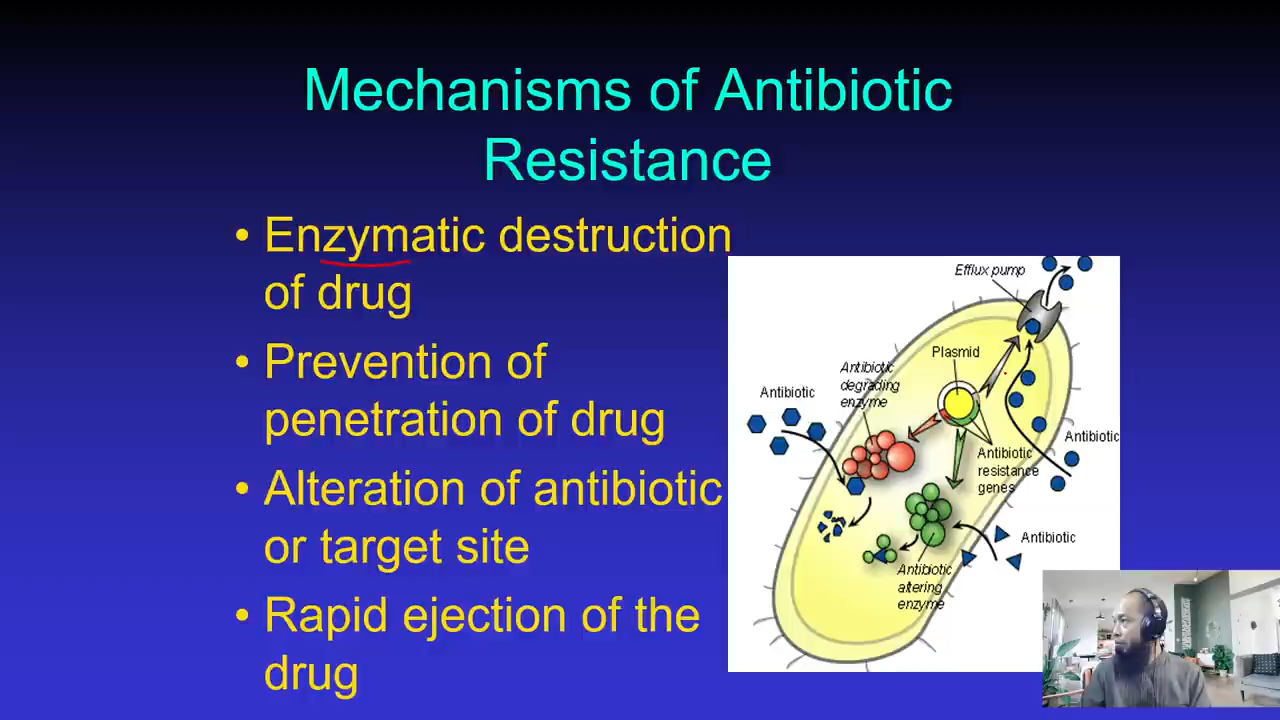 Mechanisms of Antibiotic
Resistance
• Enzymatic destruction
of drug
• Prevention of
penetration of drug
• Alteration of antibiotic
or target site
• Rapid ejection of the
drug
Efflux pump
Plasmid
Antibiotic
degrading
enzyme
Antibiotic
Antibiotic
Antibiotic
resistance
genes
Antibiotic
Antibiotic
altering
enzyme